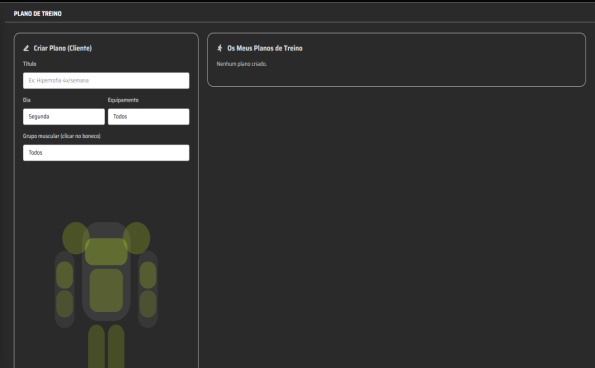 PLANO DE TREINO
Criar Plano (Cliente)
Título
Ex: Hipertrofia 4x/semana
Dia
Equipamento
Segunda
Todos
Grupo muscular (clicar no boneco)
Todos
Os Meus Planos de Treino
Nenhum plano criado.